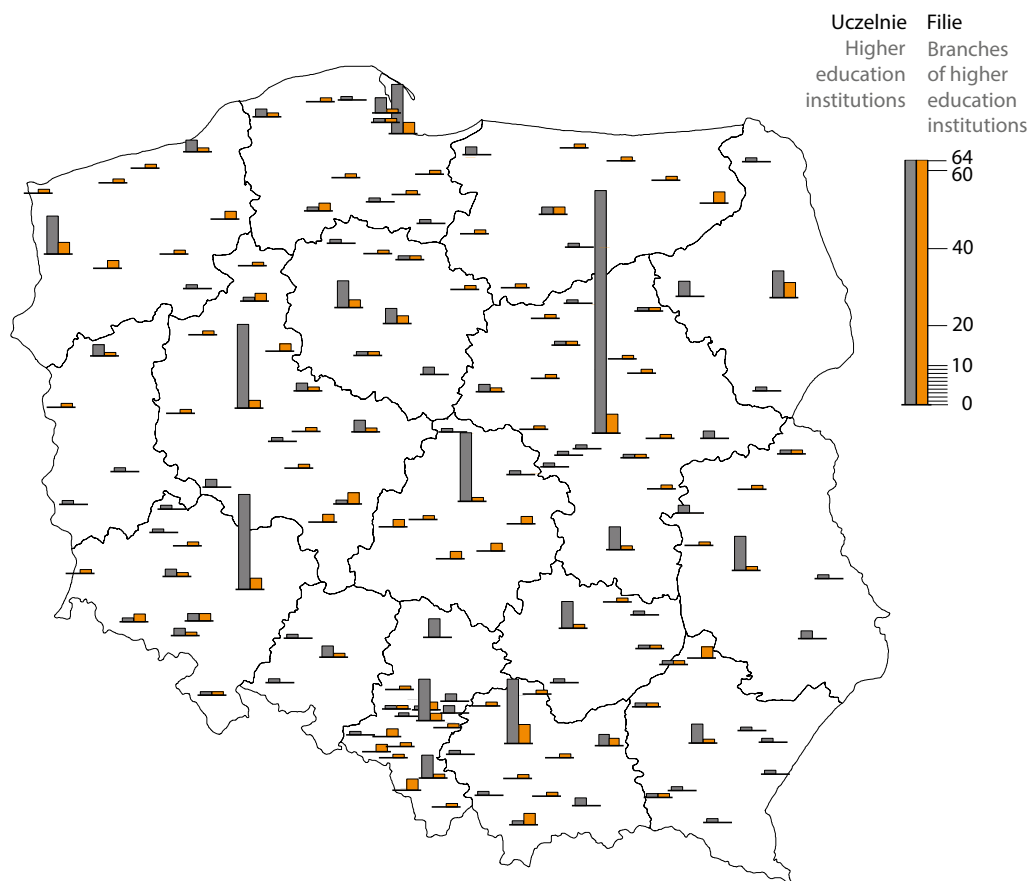 Uczelnie Filie
Higher Branches
education of higher
institutions education
institutions
64
60
40
20
10
0